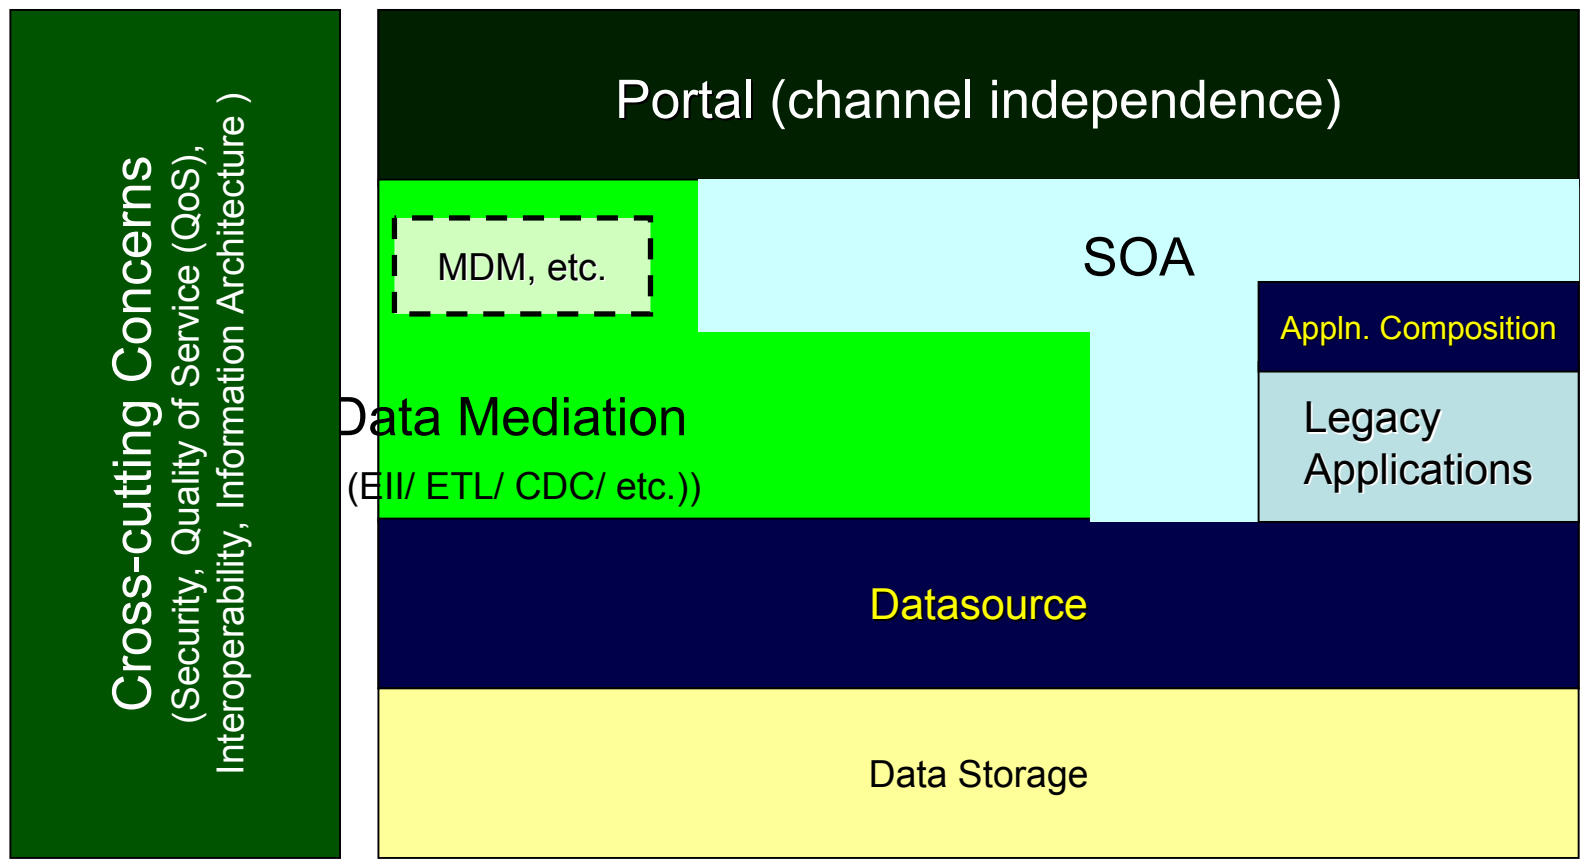 Cross-cutting Concerns
(Security, Quality of Service (QoS),
Interoperability, Information Architecture )
Portal (channel independence)
MDM, etc.
SOA
Appln. Composition
Legacy
Applications
Data Mediation
(EII/ ETL/ CDC/ etc.))
Datasource
Data Storage